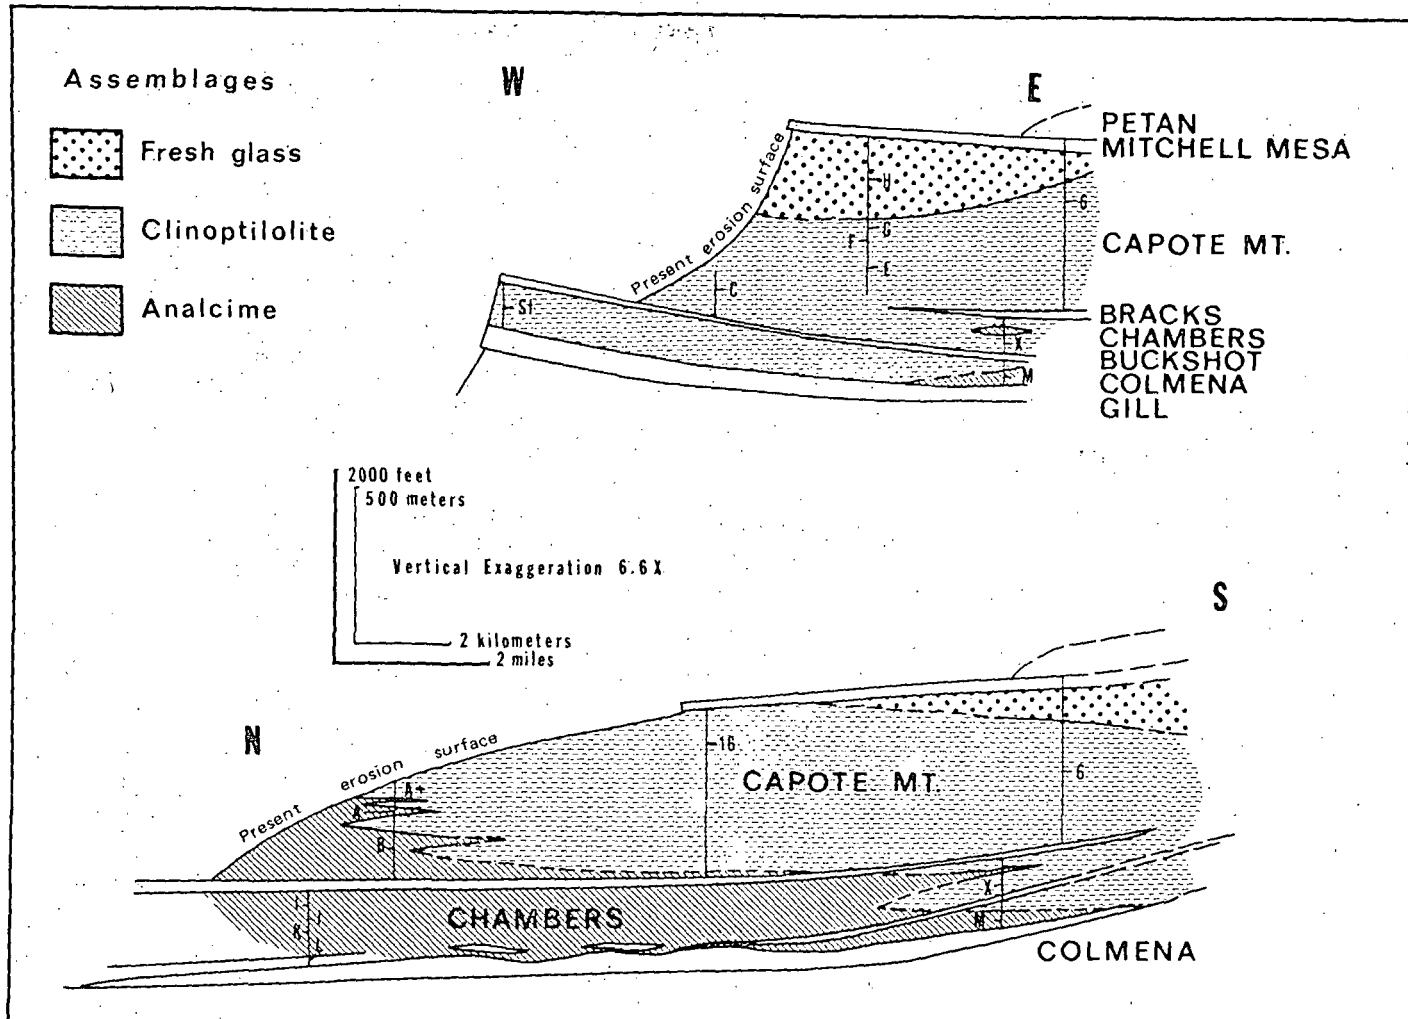 Assemblages
Fresh glass
Clinoptilolite
Analcime
W
E
PETAN
MITCHELL MESA
CAPOTE MT.
BRACKS
CHAMBERS
BUCKSHOT
COLMENA
GILL
Present erosion surface
H
G
F
E
6
C
SI
X
M
2000 feet
500 meters
Vertical Exaggeration 6.6X
2 kilometers
2 miles
S
N
Present erosion surface
A+
A
B
16
CAPOTE MT.
6
CHAMBERS
K
L
X
M
COLMENA